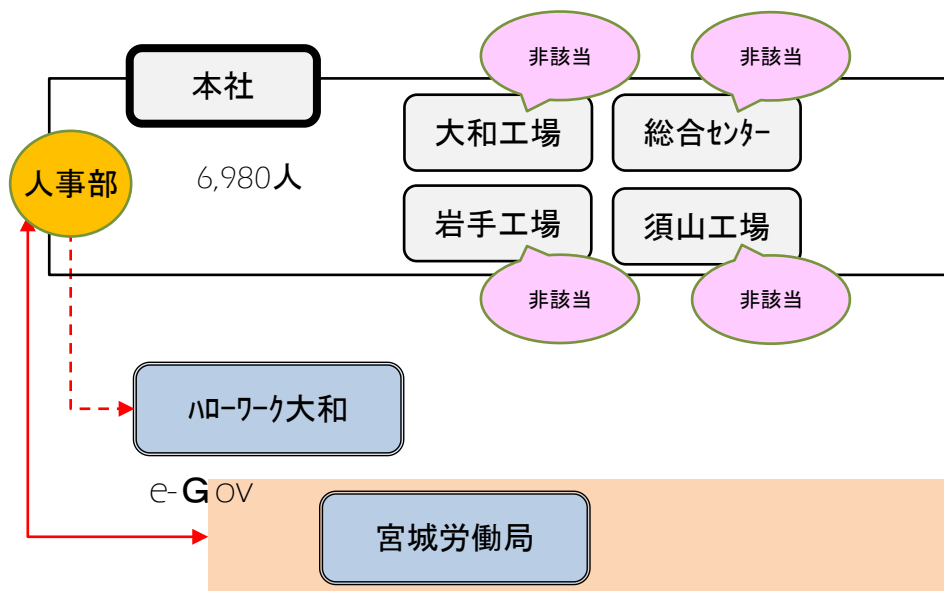 非該当
非該当
本社
大和工場
総合ｾﾝﾀｰ
人事部
6,980人
岩手工場
須山工場
非該当
非該当
ﾊﾛｰﾜｰｸ大和
e-Gov
宮城労働局